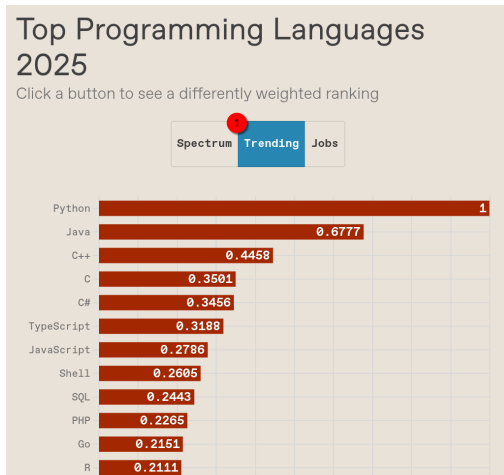 Top Programming Languages
2025
Click a button to see a differently weighted ranking
1
Spectrum Trending Jobs
Python 1
Java 0.6777
C++ 0.4458
C 0.3501
C# 0.3456
TypeScript 0.3188
JavaScript 0.2786
Shell 0.2605
SQL 0.2443
PHP 0.2265
Go 0.2151
R 0.2111